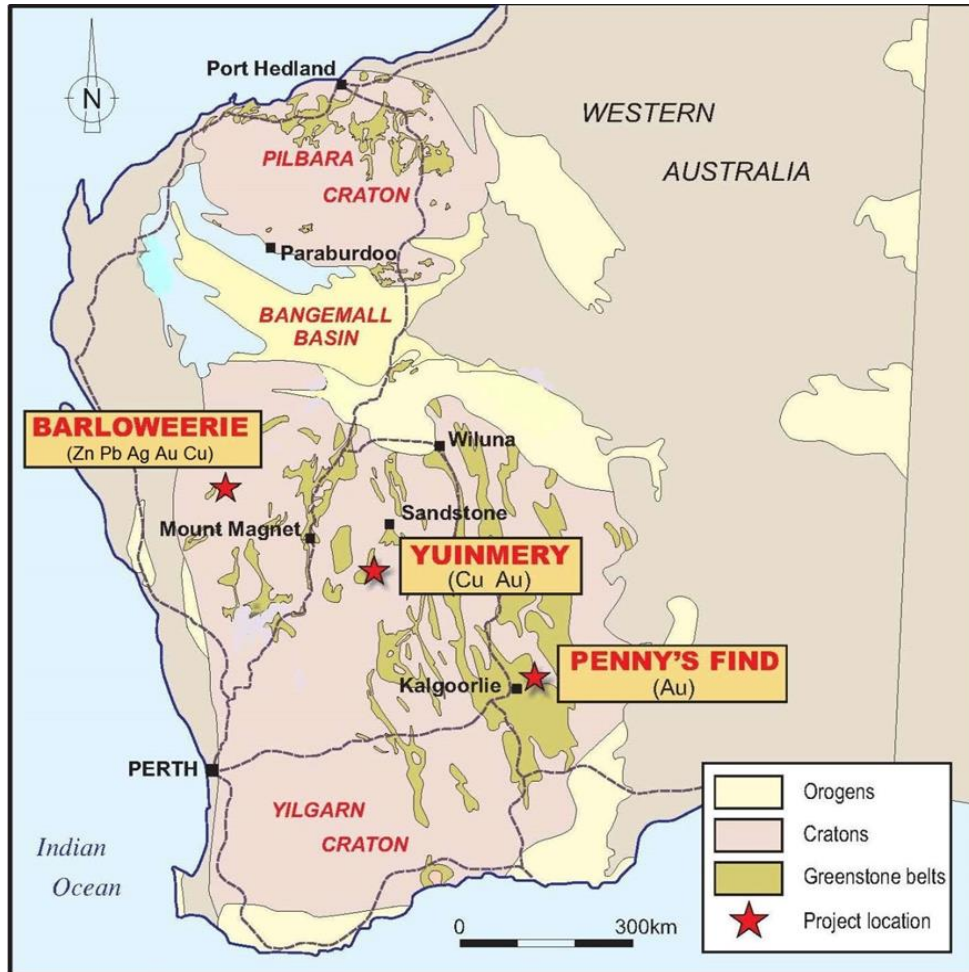 Port Hedland
N
WESTERN
AUSTRALIA
PILBARA
CRATON
Paraburdoo
BANGEMALL
BASIN
BARLOWEERIE
(Zn Pb Ag Au Cu)
Wiluna
Sandstone
Mount Magnet
YUINMERY
(Cu Au)
PENNY'S FIND
(Au)
Kalgoorlie
PERTH
YILGARN
CRATON
Indian
Ocean
Orogens
Cratons
Greenstone belts
Project location
0 300km